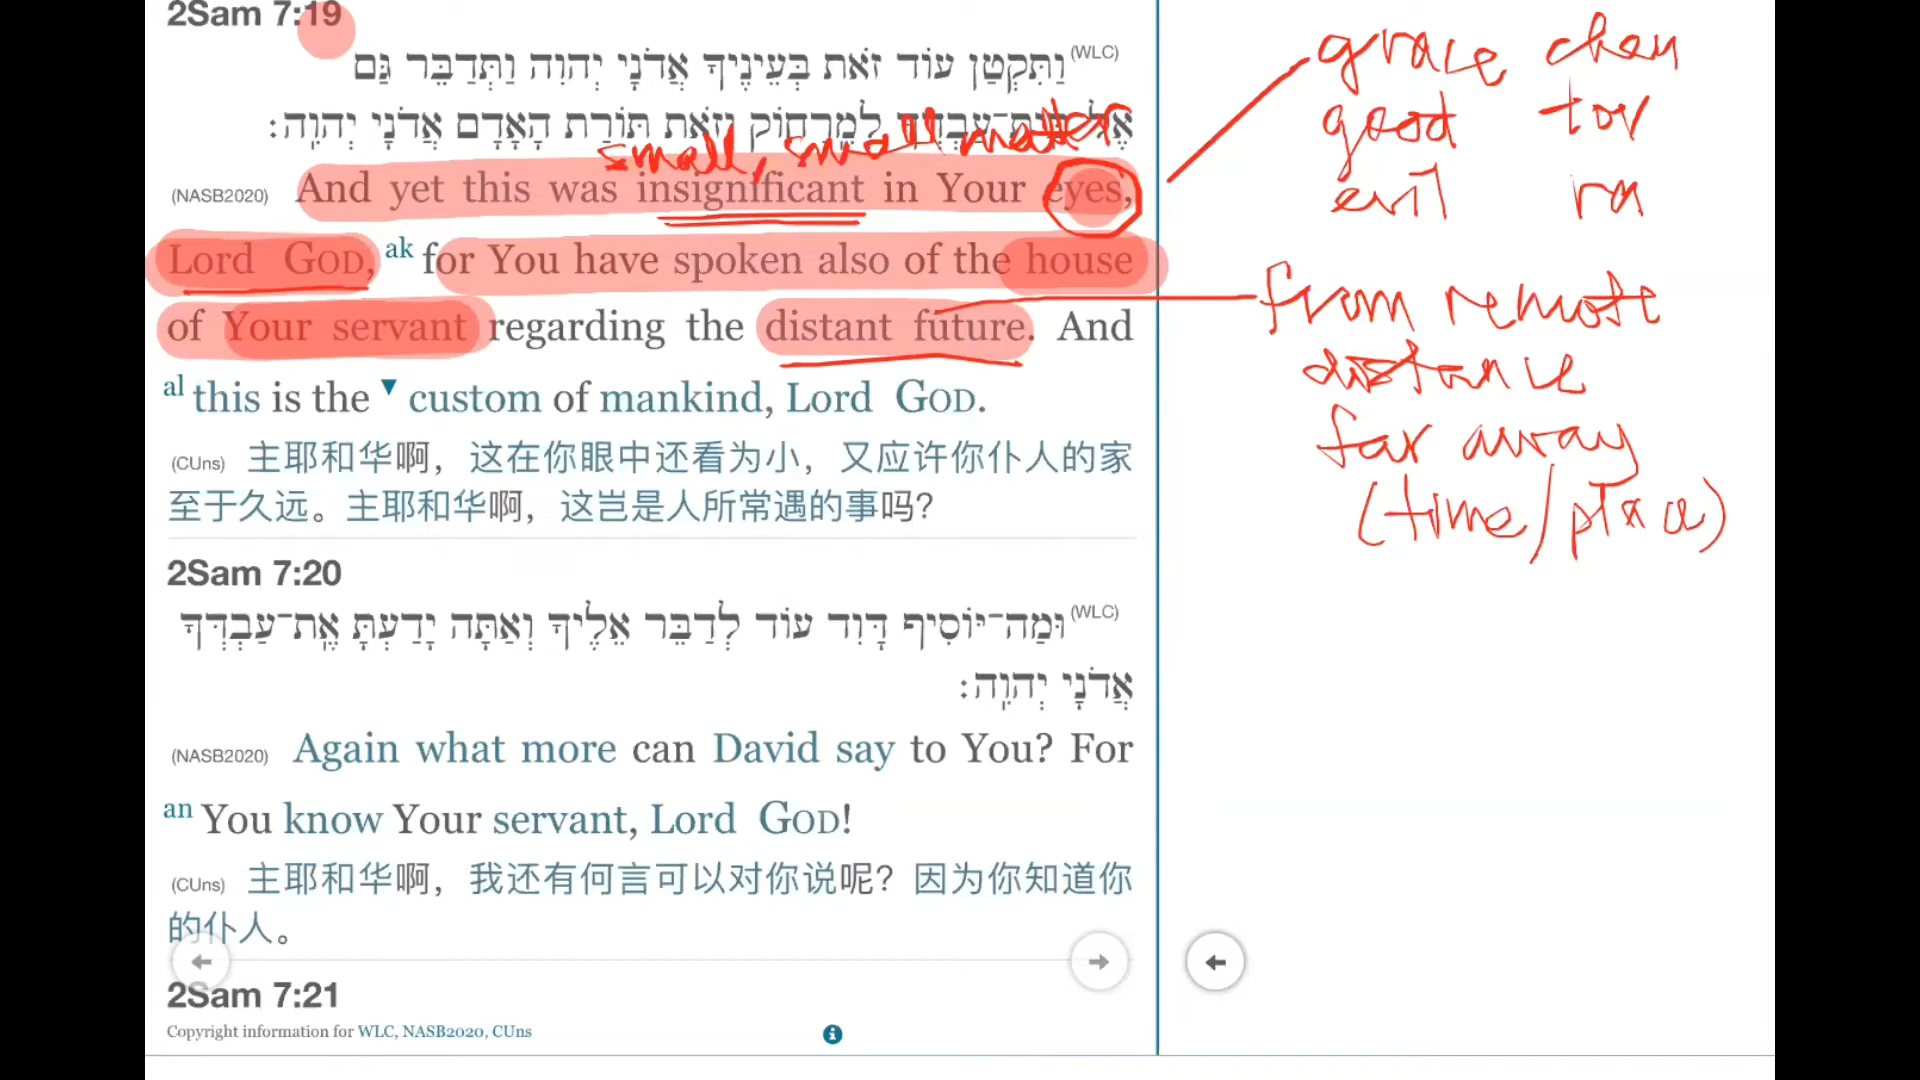 2Sam 7:19
(WLC) וַתִּקְטַן עוֹד זֹאת בְּעֵינֶיךָ אֲדֹנָי יְהוִה וַתְּדַבֵּר גַּם
אֶל לְמֵרָחוֹק וְזֹאת תּוֹרַת הָאָדָם אֲדֹנָי יְהוִה׃
small, small matter
(NASB2020) And yet this was insignificant in Your eyes,
Lord GOD, ak for You have spoken also of the house
of Your servant regarding the distant future. And
al this is the ▼ custom of mankind, Lord GOD.
(CUns) 主耶和华啊，这在你眼中还看为小，又应许你仆人的家
至于久远。主耶和华啊，这岂是人所常遇的事吗？
2Sam 7:20
(WLC) וּמַה־יּוֹסִיף דָּוִד עוֹד לְדַבֵּר אֵלֶיךָ וְאַתָּה יָדַעְתָּ אֶת־עַבְדְּךָ
אֲדֹנָי יְהוִה׃
(NASB2020) Again what more can David say to You? For
an You know Your servant, Lord GOD!
(CUns) 主耶和华啊，我还有何言可以对你说呢？因为你知道你
的仆人。
2Sam 7:21
Copyright information for WLC, NASB2020, CUns
grace chen
good tov
evil ra
from remote
distance
far away
(time/place)